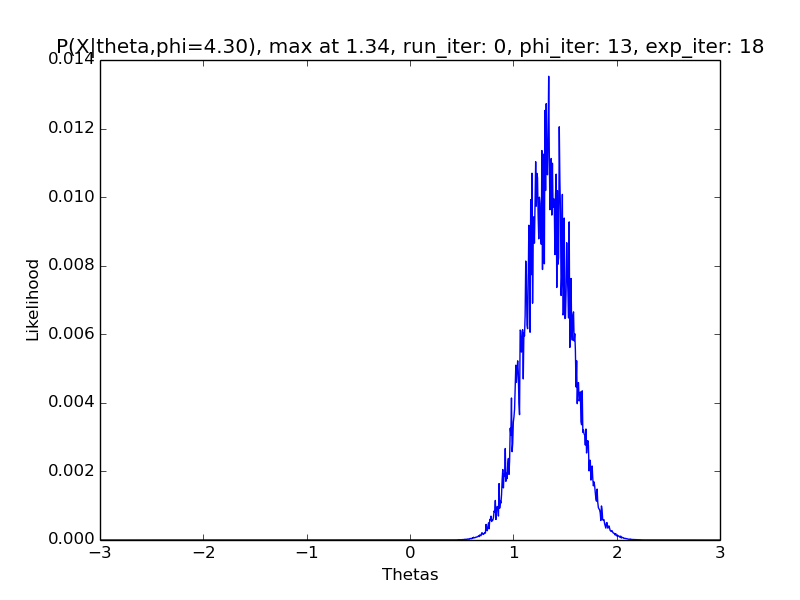 P(X|theta,phi=4.30), max at 1.34, run_iter: 0, phi_iter: 13, exp_iter: 18
0.014
0.012
0.010
0.008
0.006
0.004
0.002
0.000
Likelihood
−3 −2 −1 0 1 2 3
Thetas